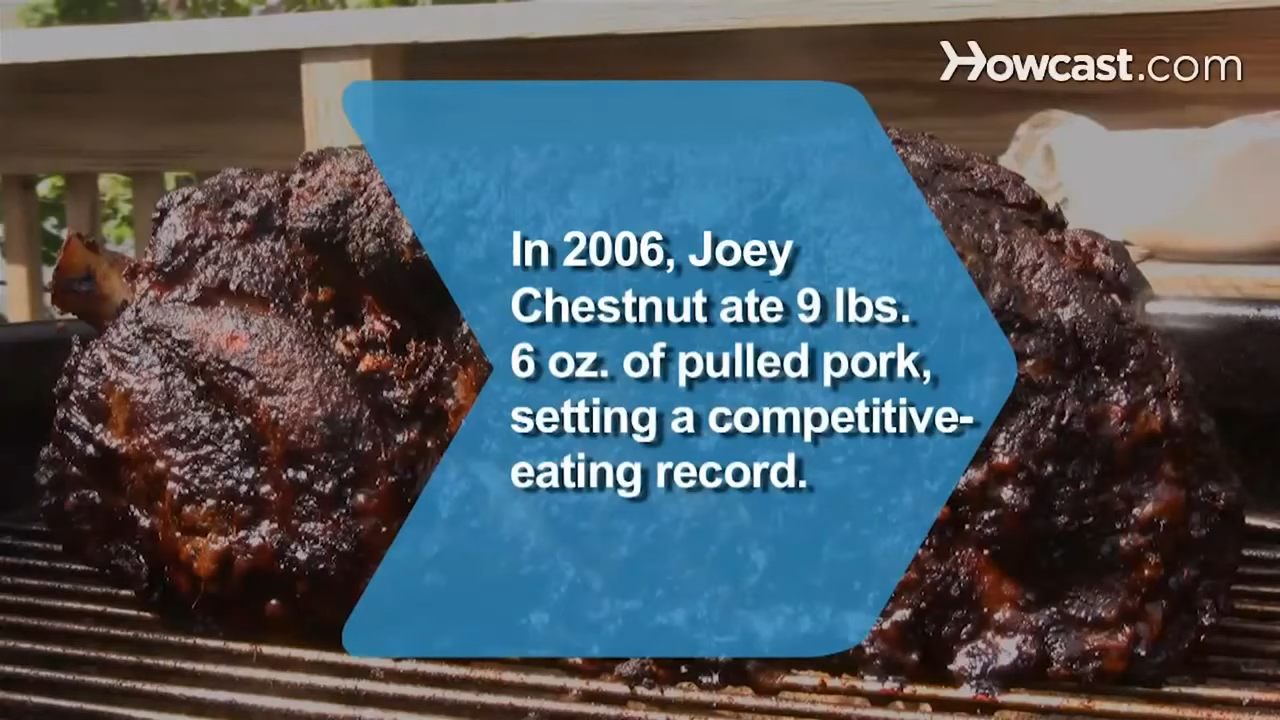 Howcast.com
In 2006, Joey
Chestnut ate 9 lbs.
6 oz. of pulled pork,
setting a competitive-
eating record.